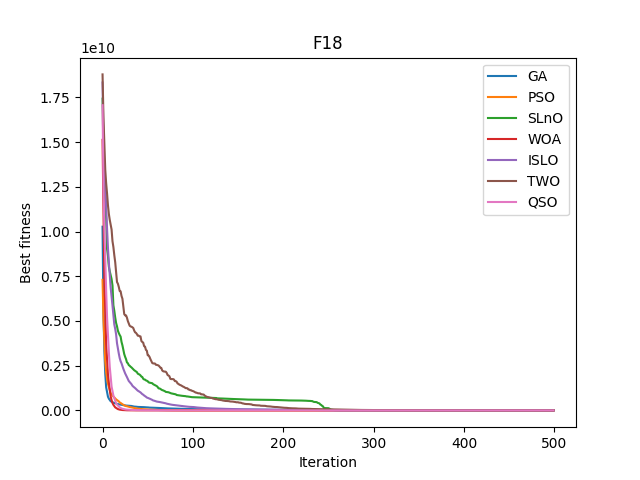 F18
1e10
1.75
1.50
1.25
1.00
0.75
0.50
0.25
0.00
Best fitness
0
100
200
300
400
500
Iteration
GA
PSO
SLnO
WOA
ISLO
TWO
QSO